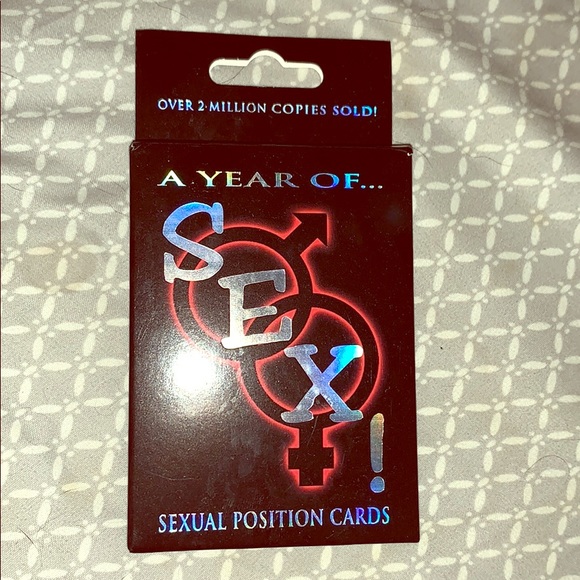 OVER 2 MILLION COPIES SOLD!
A YEAR OF...
SEX!
SEXUAL POSITION CARDS